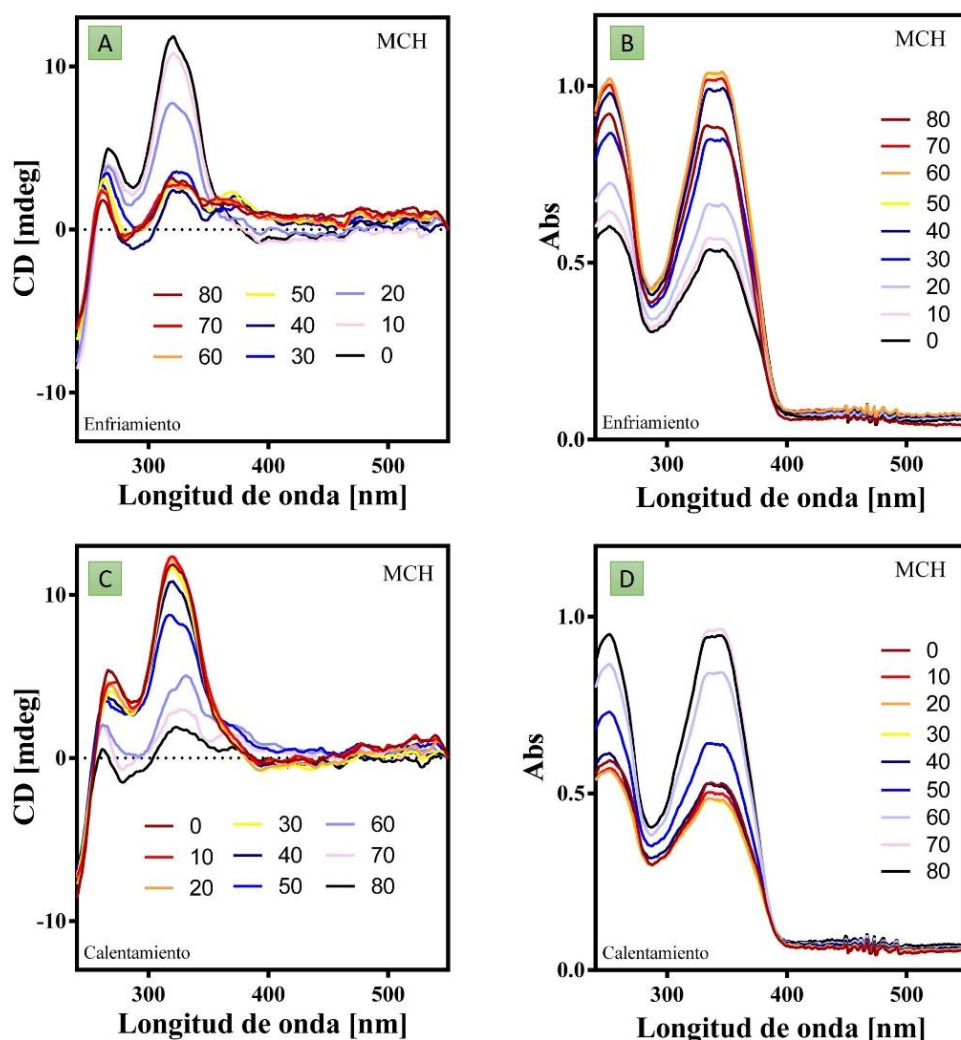 A
MCH
CD [mdeg]
10
0
-10
80 50 20
70 40 10
60 30 0
Enfriamiento
300 400 500
Longitud de onda [nm]
B
MCH
Abs
1.0
0.5
0.0
80
70
60
50
40
30
20
10
0
Enfriamiento
300 400 500
Longitud de onda [nm]
C
MCH
CD [mdeg]
10
0
-10
0 30 60
10 40 70
20 50 80
Calentamiento
300 400 500
Longitud de onda [nm]
D
MCH
Abs
1.0
0.5
0.0
0
10
20
30
40
50
60
70
80
Calentamiento
300 400 500
Longitud de onda [nm]